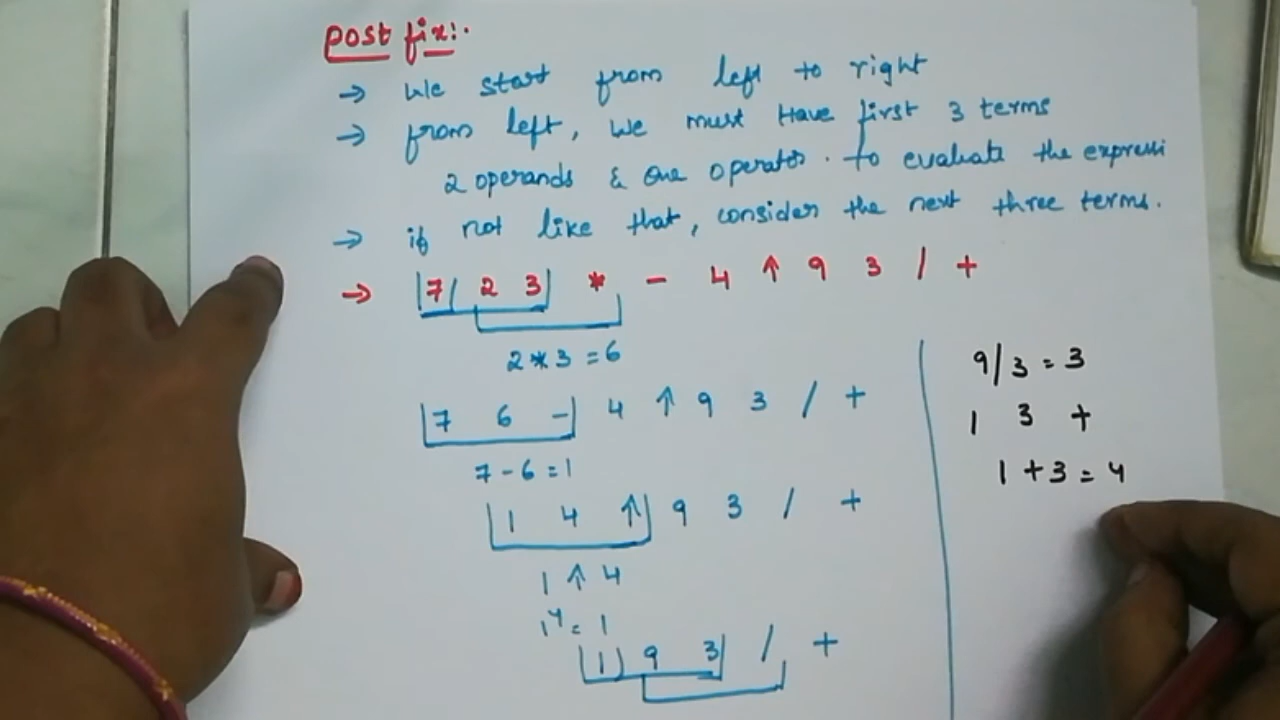 post fix:-
→ We start from left to right
→ from left, we must Have first 3 terms
2 operands & one operator. to evaluate the expressi
→ if not like that, consider the next three terms.
→ 7 2 3 * - 4 ↑ 9 3 / +
2*3=6
7 6 - 4 ↑ 9 3 / +
7-6=1
1 4 ↑ 9 3 / +
1 ↑ 4
1⁴=1
1 9 3 / +
9/3=3
1 3 +
1+3=4